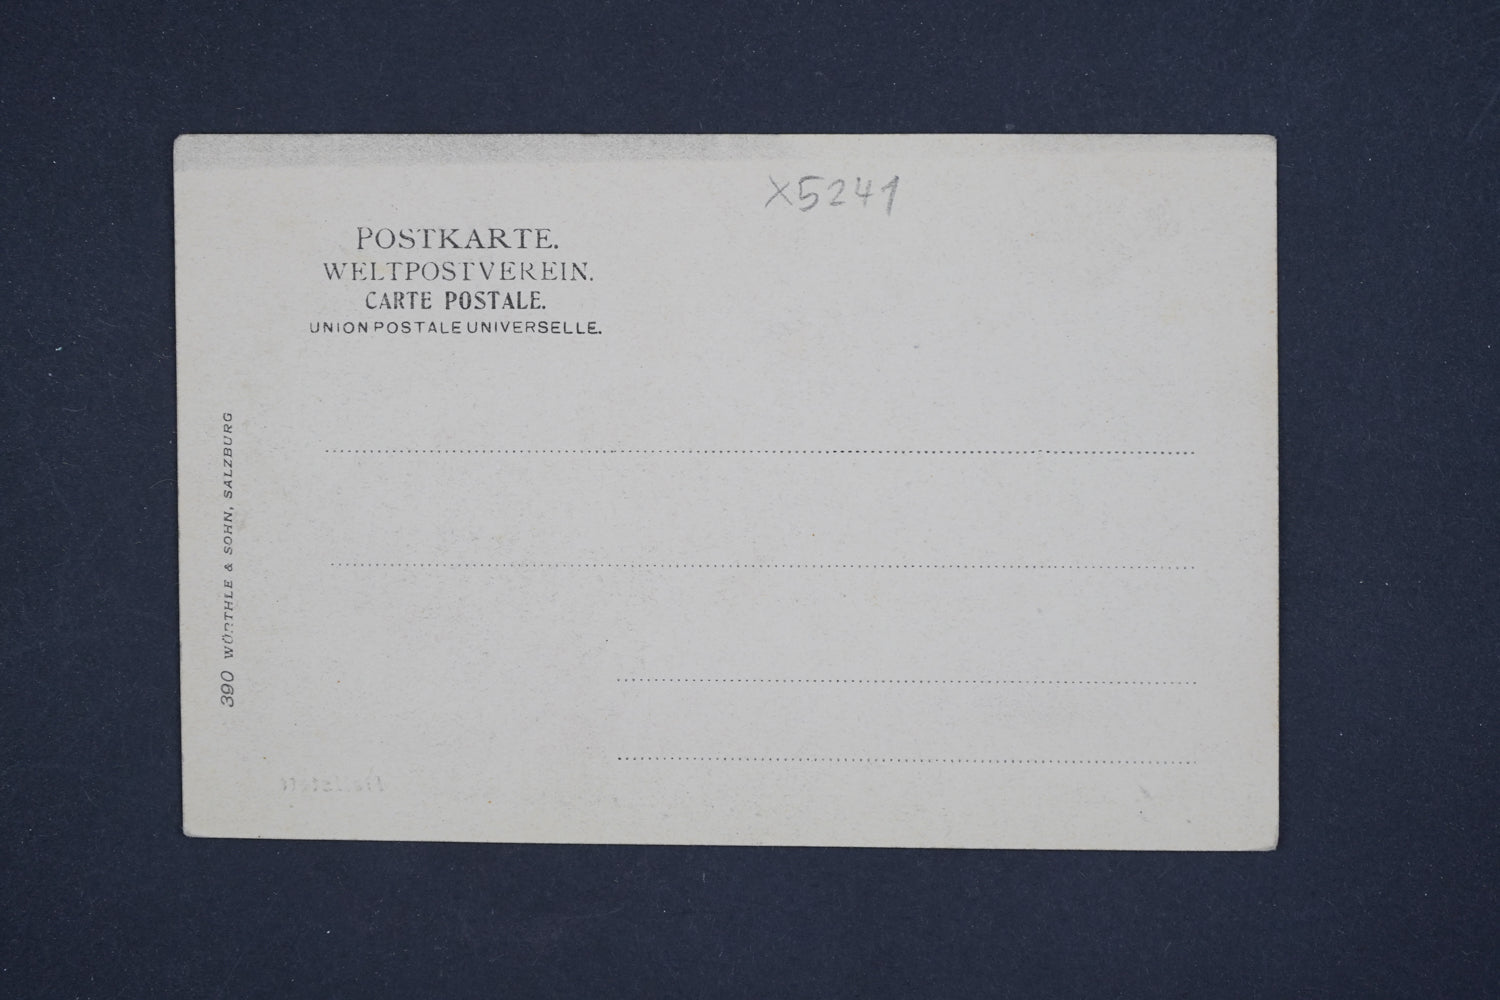 X5241
POSTKARTE.
WELTPOSTVEREIN.
CARTE POSTALE.
UNION POSTALE UNIVERSELLE.
390 WÜRTHLE & SOHN, SALZBURG